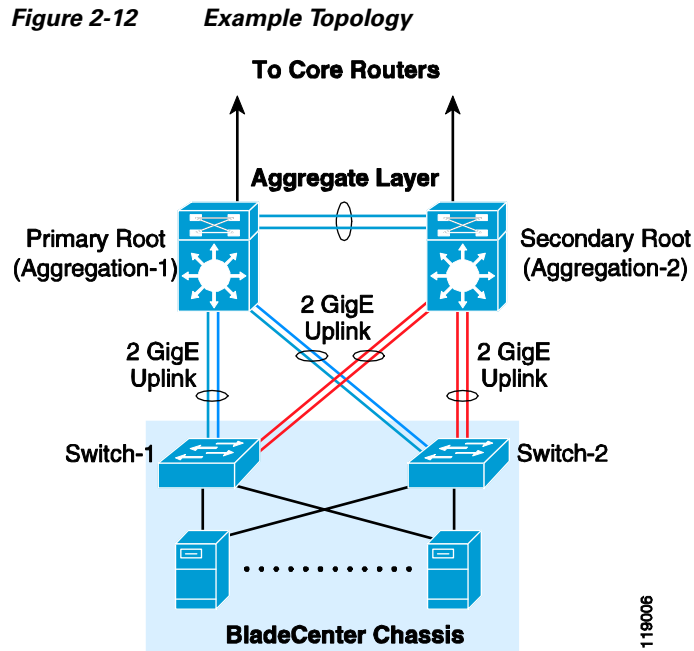 Figure 2-12 Example Topology
To Core Routers
Aggregate Layer
Primary Root
(Aggregation-1)
Secondary Root
(Aggregation-2)
2 GigE
Uplink
2 GigE
Uplink
2 GigE
Uplink
Switch-1
Switch-2
BladeCenter Chassis
119006